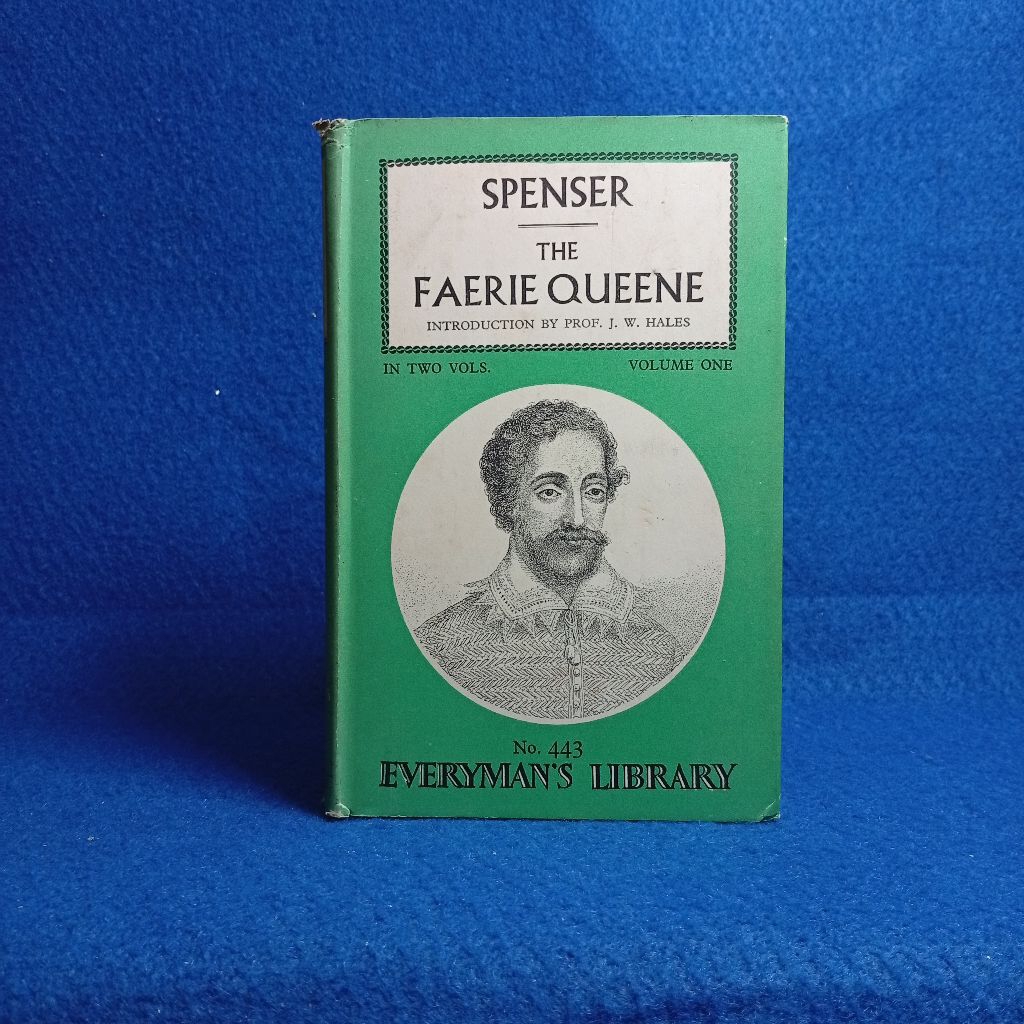 SPENSER
THE
FAERIE QUEENE
INTRODUCTION BY PROF. J. W. HALES
IN TWO VOLS. VOLUME ONE
No. 443
EVERYMAN'S LIBRARY